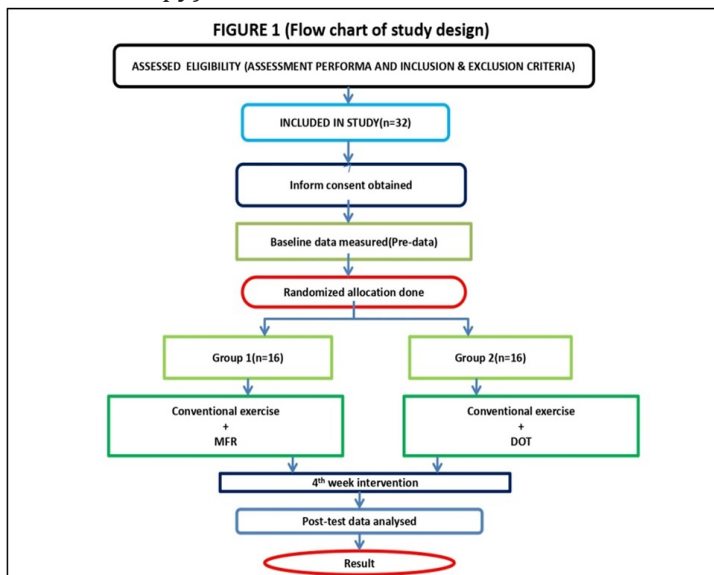 FIGURE 1 (Flow chart of study design)
ASSESSED ELIGIBILITY (ASSESSMENT PERFORMA AND INCLUSION & EXCLUSION CRITERIA)
INCLUDED IN STUDY(n=32)
Inform consent obtained
Baseline data measured(Pre-data)
Randomized allocation done
Group 1(n=16)
Group 2(n=16)
Conventional exercise
+
MFR
Conventional exercise
+
DOT
4th week intervention
Post-test data analysed
Result